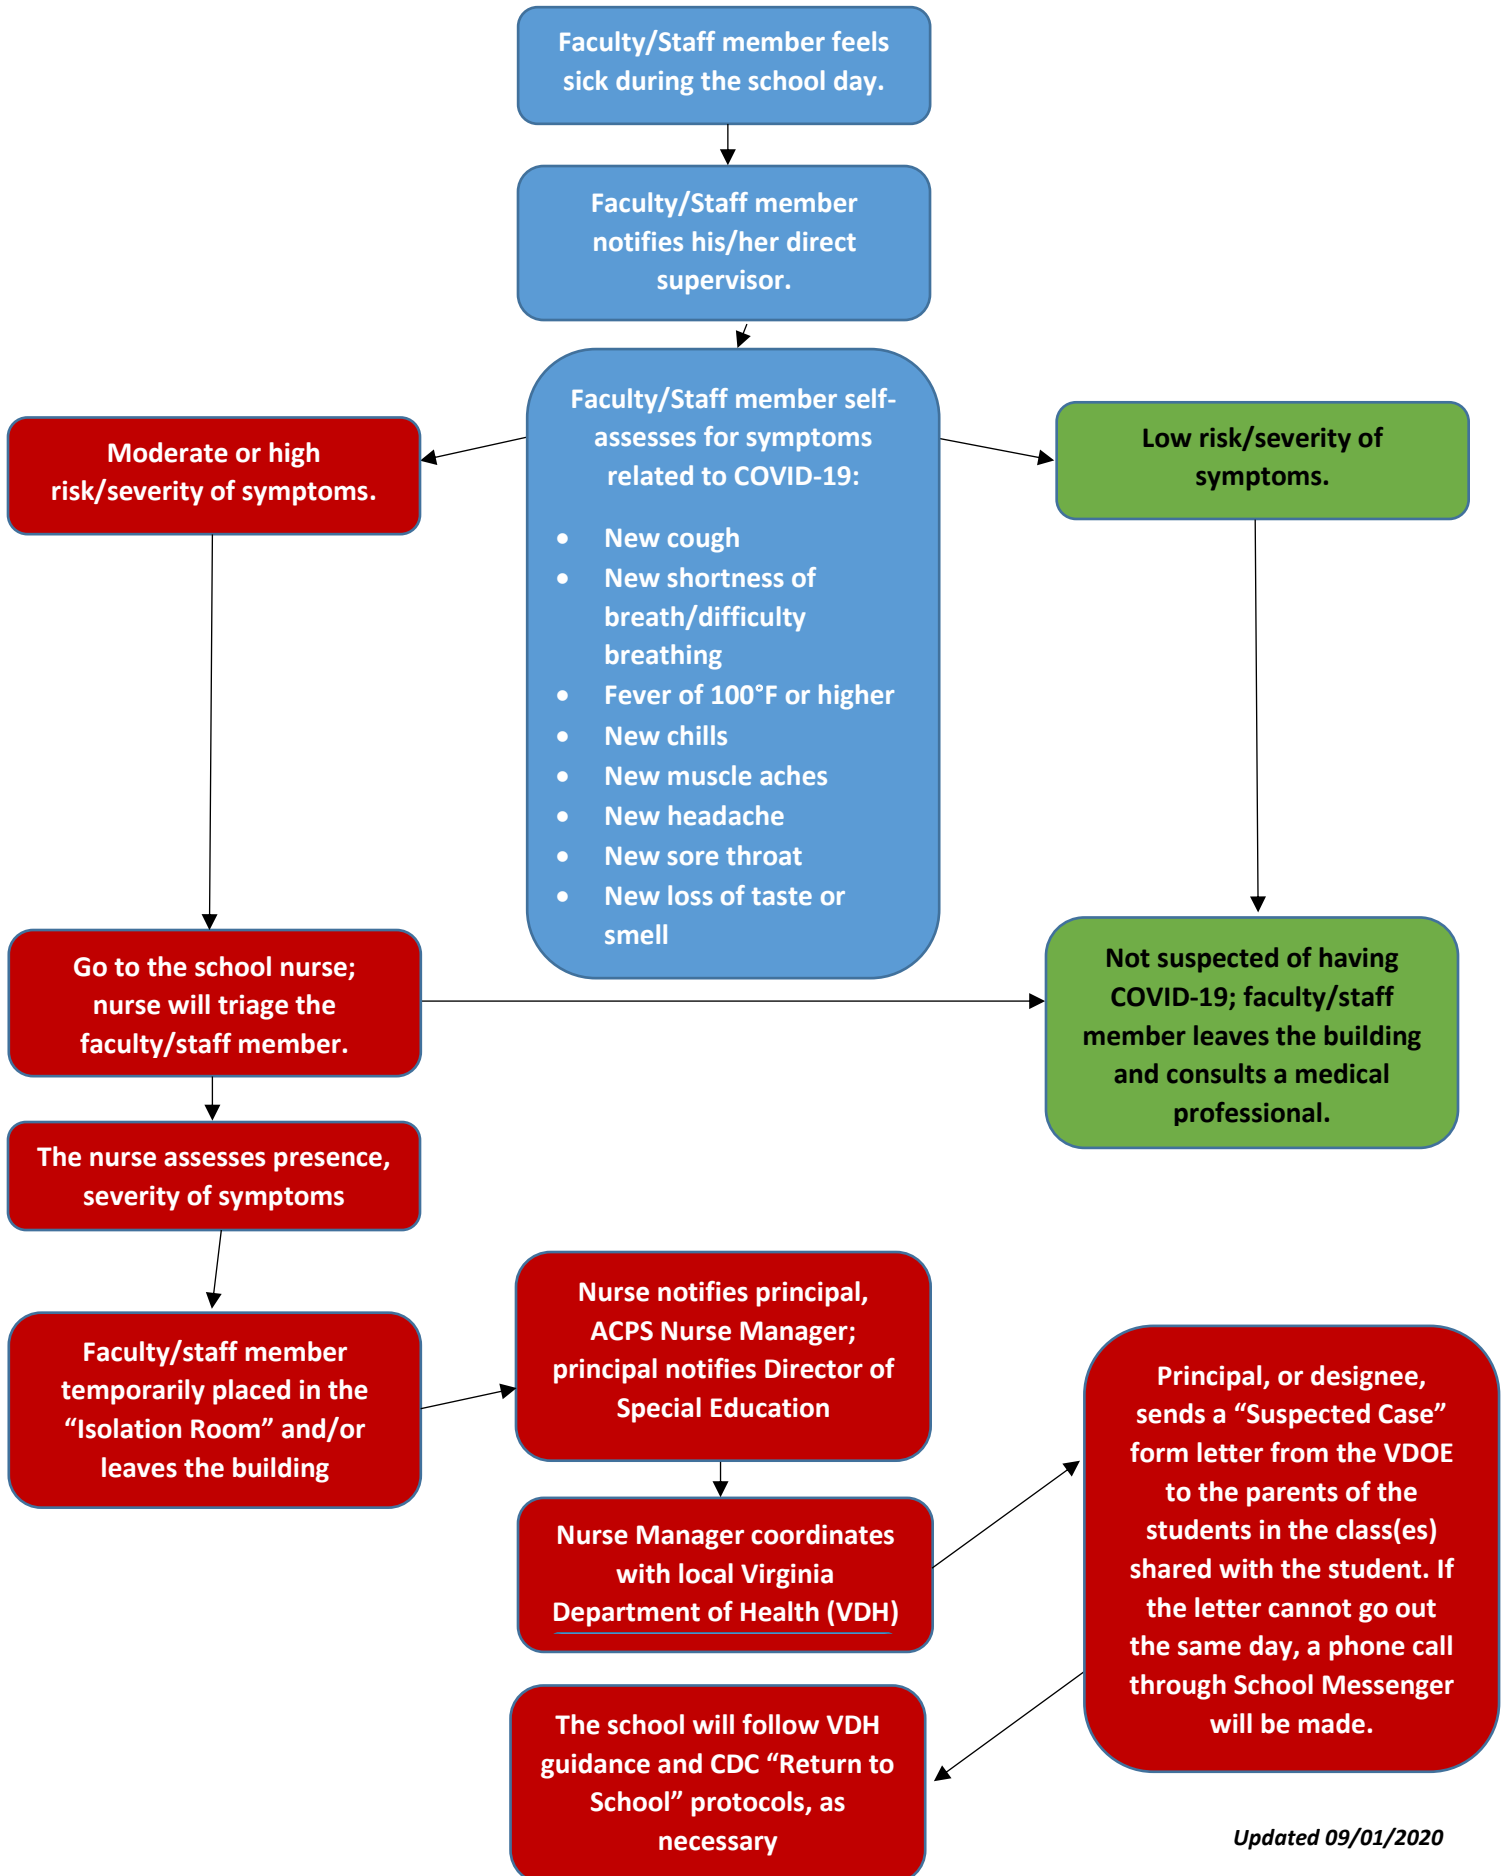 Faculty/Staff member feels
sick during the school day.
Faculty/Staff member
notifies his/her direct
supervisor.
Faculty/Staff member self-
assesses for symptoms
related to COVID-19:
• New cough
• New shortness of
breath/difficulty
breathing
• Fever of 100°F or higher
• New chills
• New muscle aches
• New headache
• New sore throat
• New loss of taste or
smell
Moderate or high
risk/severity of symptoms.
Low risk/severity of
symptoms.
Go to the school nurse;
nurse will triage the
faculty/staff member.
Not suspected of having
COVID-19; faculty/staff
member leaves the building
and consults a medical
professional.
The nurse assesses presence,
severity of symptoms
Faculty/staff member
temporarily placed in the
“Isolation Room” and/or
leaves the building
Nurse notifies principal,
ACPS Nurse Manager;
principal notifies Director of
Special Education
Nurse Manager coordinates
with local Virginia
Department of Health (VDH)
Principal, or designee,
sends a “Suspected Case”
form letter from the VDOE
to the parents of the
students in the class(es)
shared with the student. If
the letter cannot go out
the same day, a phone call
through School Messenger
will be made.
The school will follow VDH
guidance and CDC “Return to
School” protocols, as
necessary
Updated 09/01/2020